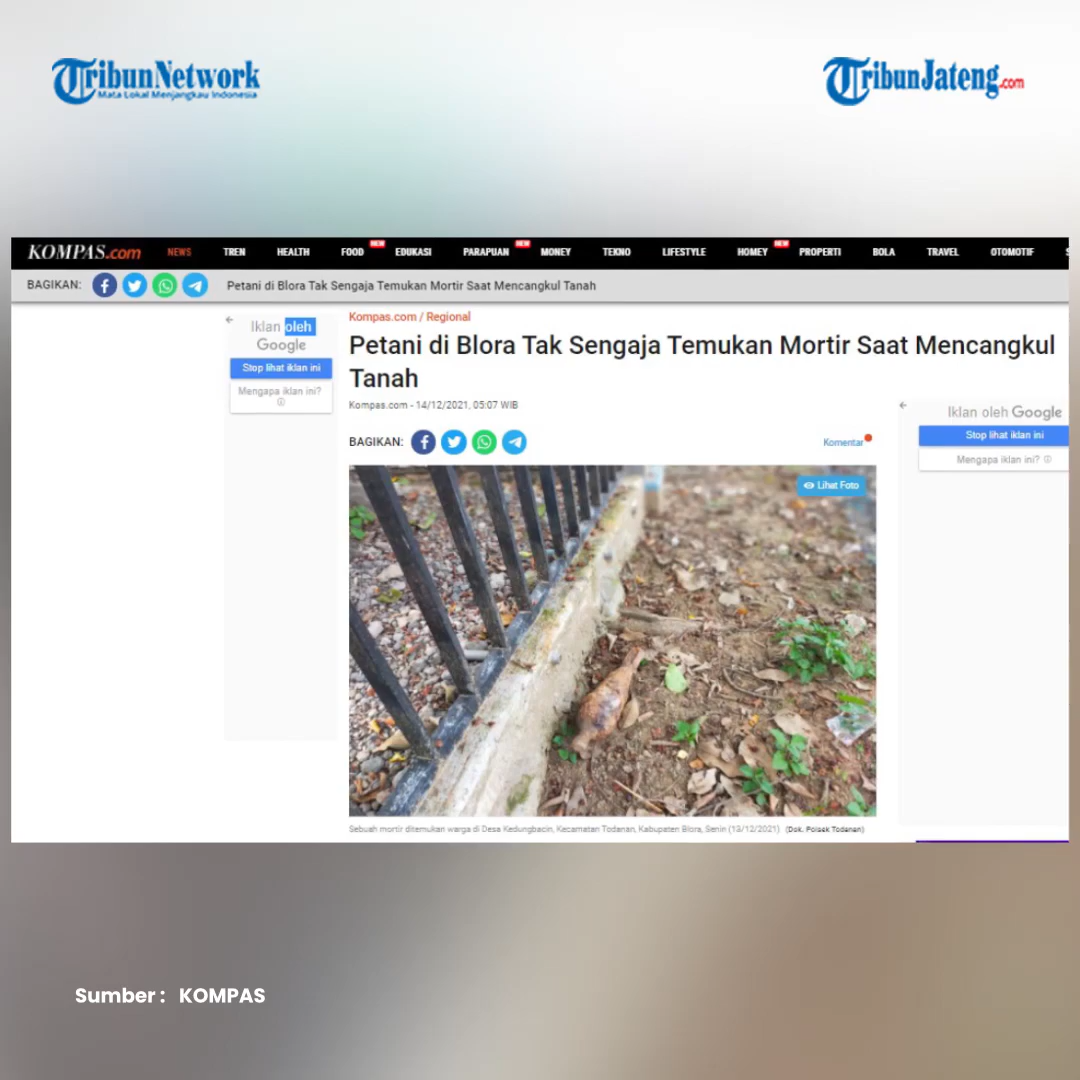 TribunNetwork
Mata Lokal Menjangkau Indonesia
TribunJateng.com
KOMPAS.com NEWS TREN HEALTH FOOD NEW EDUKASI PARAPUAN NEW MONEY TEKNO LIFESTYLE HOMEY NEW PROPERTI BOLA TRAVEL OTOMOTIF
BAGIKAN: Petani di Blora Tak Sengaja Temukan Mortir Saat Mencangkul Tanah
Iklan oleh
Google
Stop lihat iklan ini
Mengapa iklan ini?
Kompas.com / Regional
Petani di Blora Tak Sengaja Temukan Mortir Saat Mencangkul
Tanah
Kompas.com - 14/12/2021, 05:07 WIB
BAGIKAN:
Komentar
Iklan oleh Google
Stop lihat iklan ini
Mengapa iklan ini?
Lihat Foto
Sebuah mortir ditemukan warga di Desa Kedungbacin, Kecamatan Todanan, Kabupaten Blora, Senin (13/12/2021) (Dok. Polsek Todanan)
Sumber : KOMPAS